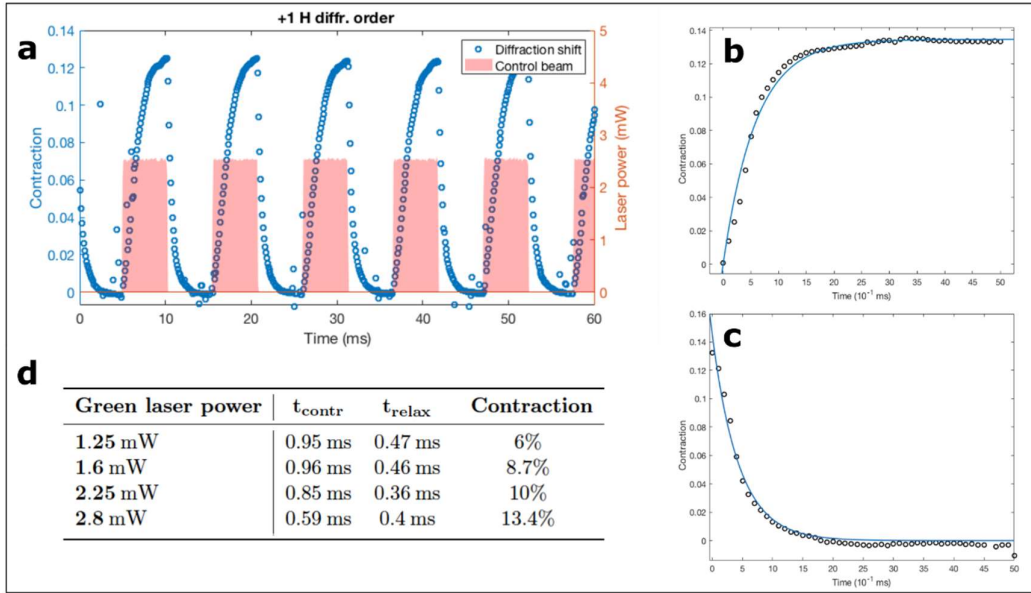 a
+1 H diffr. order
0.14
0.12
0.1
0.08
0.06
0.04
0.02
0
Contraction
Diffraction shift
Control beam
5
4
3
2
1
0
Laser power (mW)
0 10 20 30 40 50 60
Time (ms)
b
0.14
0.12
0.1
0.08
0.06
0.04
0.02
0
Contraction
0 5 10 15 20 25 30 35 40 45 50
Time (10⁻¹ ms)
c
0.16
0.14
0.12
0.1
0.08
0.06
0.04
0.02
0
Contraction
0 5 10 15 20 25 30 35 40 45 50
Time (10⁻¹ ms)
d
Green laser power t_contr t_relax Contraction
1.25 mW 0.95 ms 0.47 ms 6%
1.6 mW 0.96 ms 0.46 ms 8.7%
2.25 mW 0.85 ms 0.36 ms 10%
2.8 mW 0.59 ms 0.4 ms 13.4%